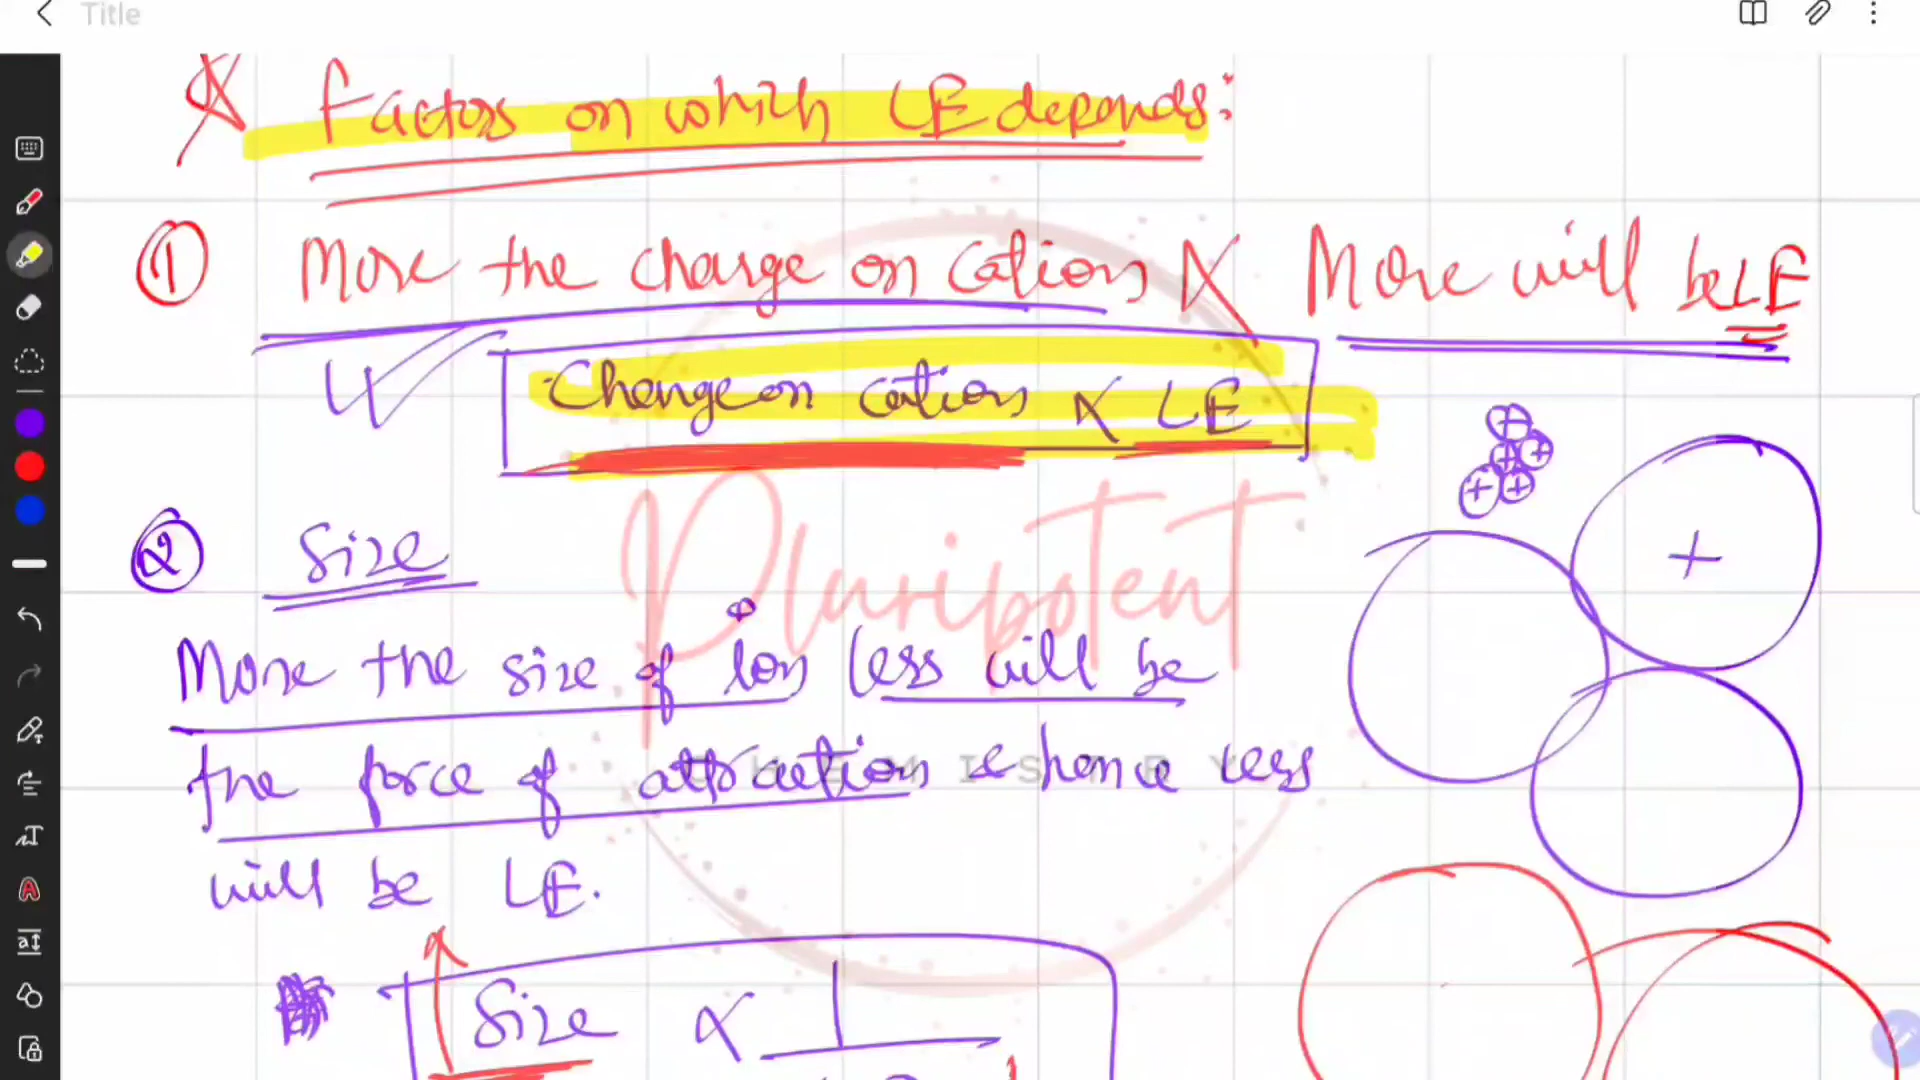 Title
Factors on which LE depends:
① More the charge on cations ∝ More will be LE
Charge on cations ∝ LE
② Size
More the size of ion less will be
the force of attraction & hence less
will be LE.
Size ∝ 1
Pluripotent